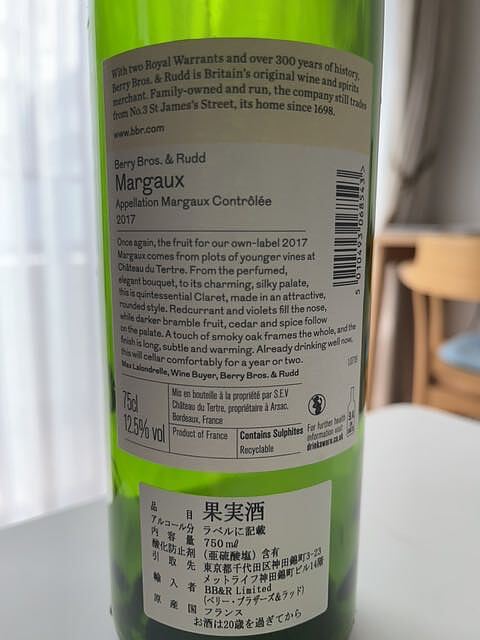 With two Royal Warrants and over 300 years of history,
Berry Bros. & Rudd is Britain's original wine and spirits
merchant. Family-owned and run, the company still trades
from No.3 St James's Street, its home since 1698.
www.bbr.com
Berry Bros. & Rudd
Margaux
Appellation Margaux Contrôlée
2017
Once again, the fruit for our own-label 2017
Margaux comes from plots of younger vines at
Château du Tertre. From the perfumed,
elegant bouquet, to its charming, silky palate,
this is quintessential Claret, made in an attractive,
rounded style. Redcurrant and violets fill the nose,
while darker bramble fruit, cedar and spice follow
on the palate. A touch of smoky oak frames the whole, and the
finish is long, subtle and warming. Already drinking well now,
this will cellar comfortably for a year or two.
Max Lalondrelle, Wine Buyer, Berry Bros. & Rudd
5 010493 068543
75cl
12.5% vol
Mis en bouteille à la propriété par S.E.V
Château du Tertre, propriétaire à Arsac,
Bordeaux, France
Product of France
Contains Sulphites
Recyclable
For further health
information visit
drinkaware.co.uk
9.4
品目 果実酒
アルコール分 ラベルに記載
内容量 750mℓ
酸化防止剤 (亜硫酸塩)含有
引取先 東京都千代田区神田錦町3-23
メットライフ神田錦町ビル14階
輸入者 BB&R Limited
(ベリー・ブラザーズ&ラッド)
原産国 フランス
お酒は20歳を過ぎてから